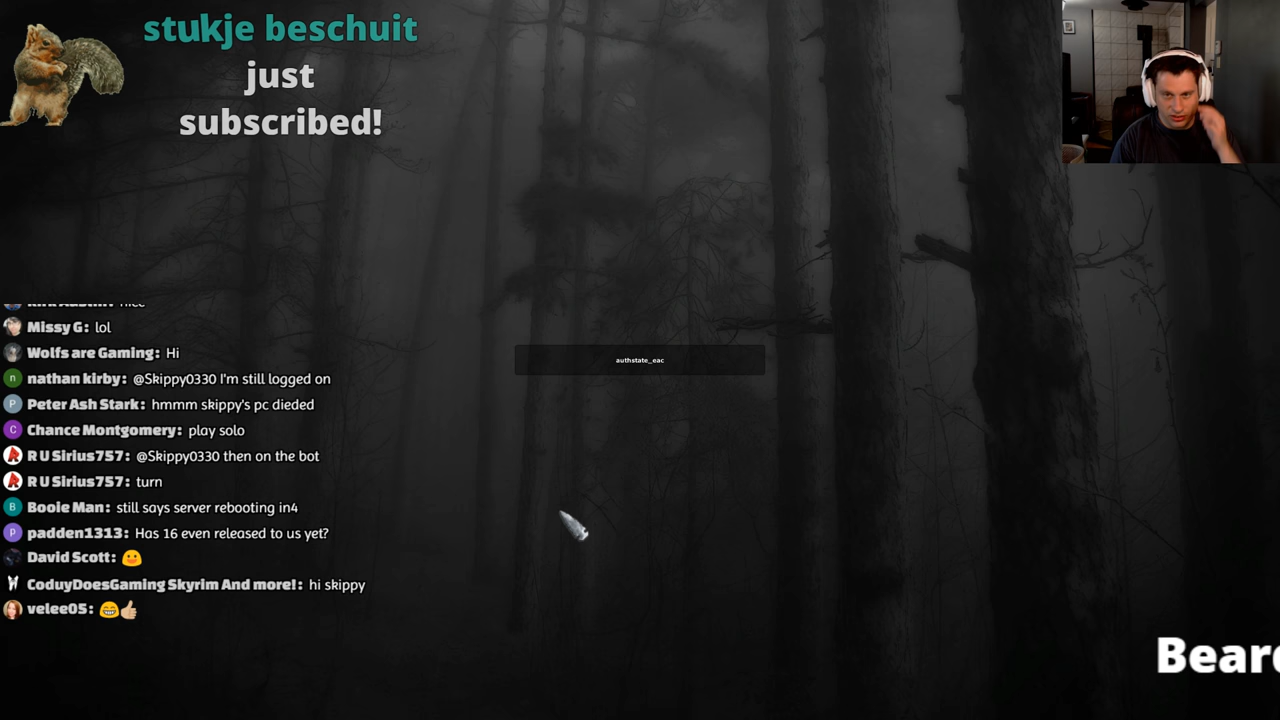 stukje beschuit
just
subscribed!
Missy G: lol
Wolfs are Gaming: Hi
nathan kirby: @Skippy0330 I'm still logged on
Peter Ash Stark: hmmm skippy's pc dieded
Chance Montgomery: play solo
R U Sirius757: @Skippy0330 then on the bot
R U Sirius757: turn
Booie Man: still says server rebooting in4
padden1313: Has 16 even released to us yet?
David Scott:
CoduyDoesGaming Skyrim And more!: hi skippy
velee05:
authstate_eac
Beard